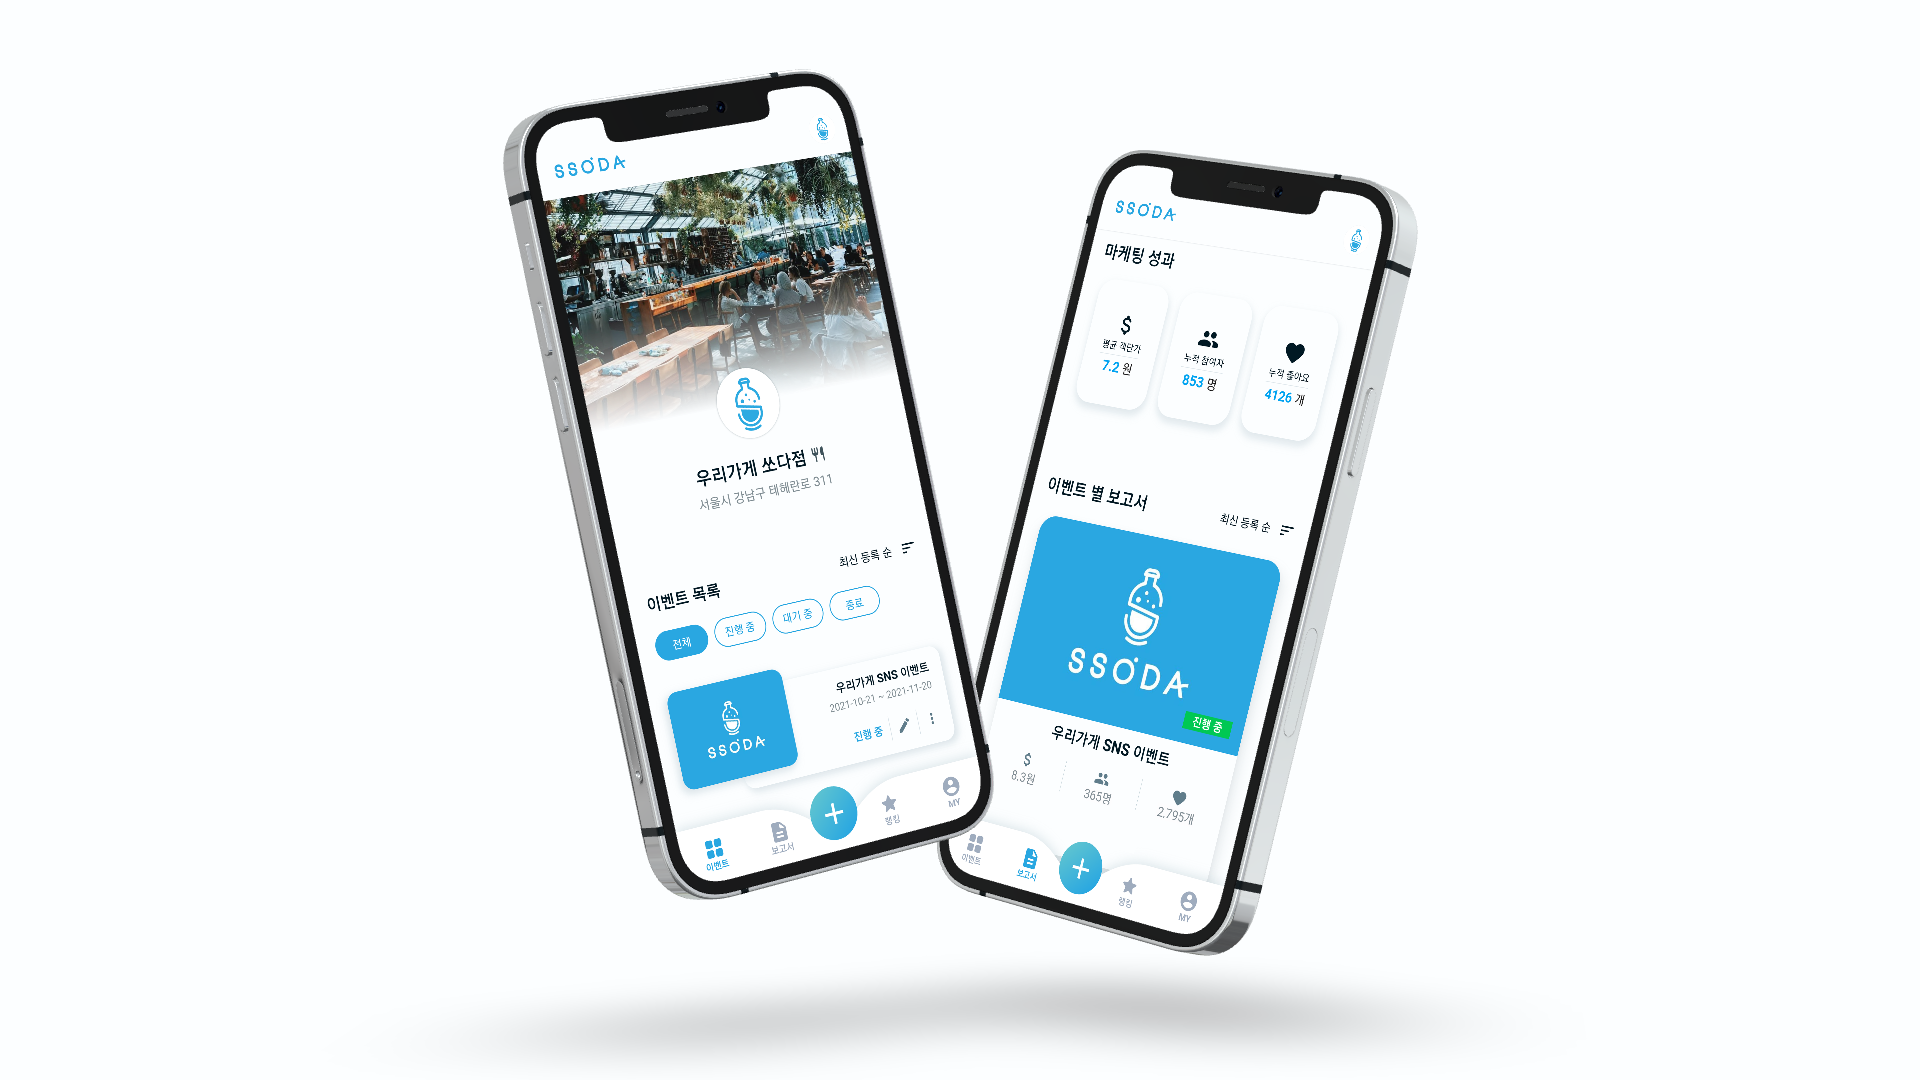 SSODA
우리가게 쏘다점
서울시 강남구 테헤란로 311
최신 등록 순
이벤트 목록
전체
진행 중
대기 중
종료
우리가게 SNS 이벤트
2021-10-21 ~ 2021-11-20
진행 중
SSODA
이벤트
보고서
랭킹
MY
SSODA
마케팅 성과
평균 객단가
7.2 원
누적 참여자
853 명
누적 좋아요
4126 개
이벤트 별 보고서
최신 등록 순
SSODA
진행 중
우리가게 SNS 이벤트
8.3원
365명
2,795개
이벤트
보고서
랭킹
MY